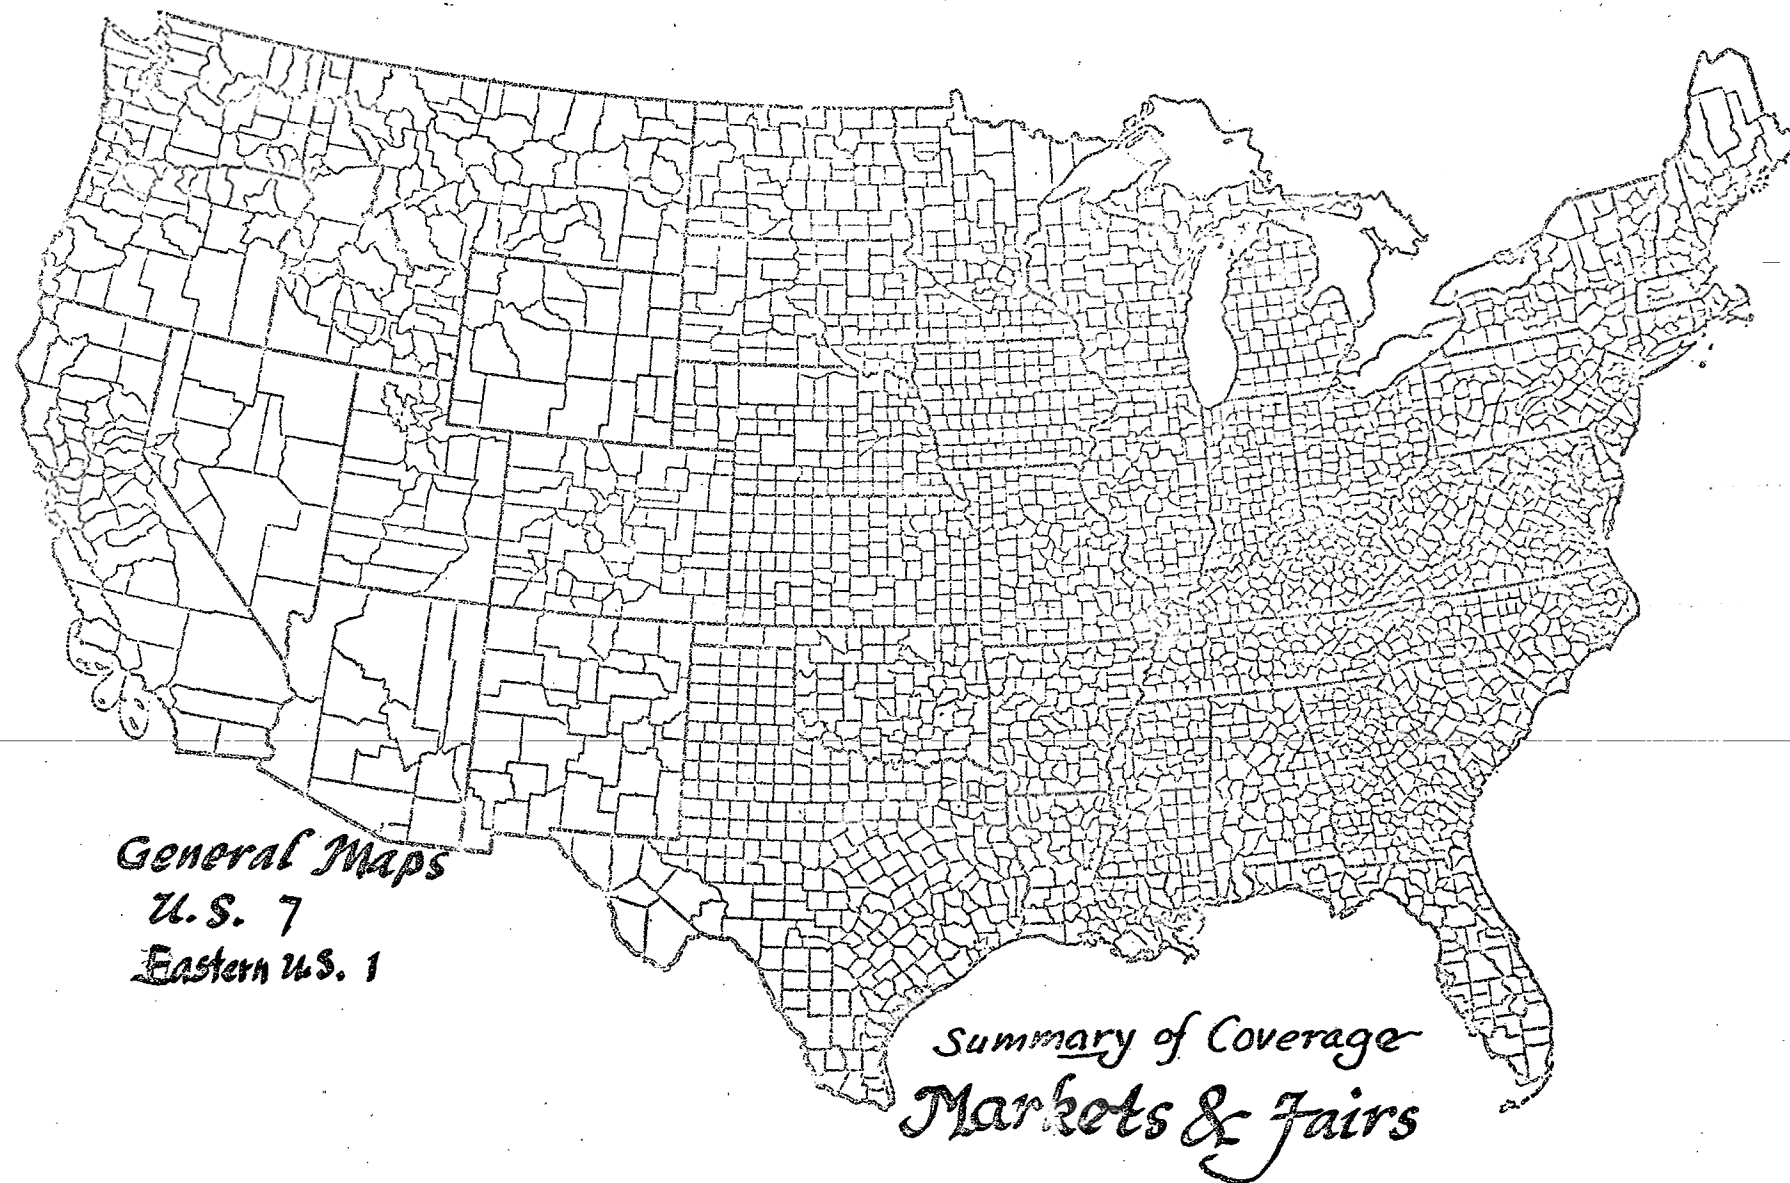 General Maps
U.S. 7
Eastern U.S. 1
Summary of Coverage
Markets & Fairs